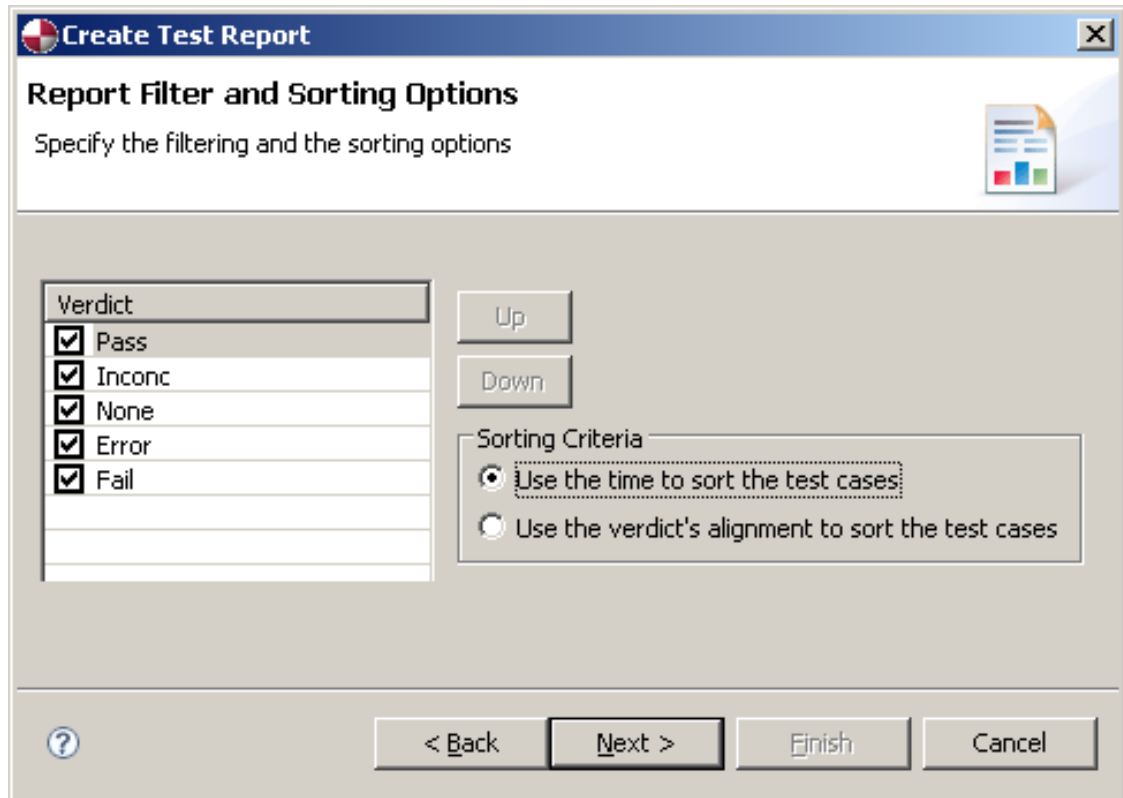 Create Test Report
Report Filter and Sorting Options
Specify the filtering and the sorting options
Verdict
Pass
Inconc
None
Error
Fail
Up
Down
Sorting Criteria
Use the time to sort the test cases
Use the verdict's alignment to sort the test cases
?
< Back
Next >
Finish
Cancel